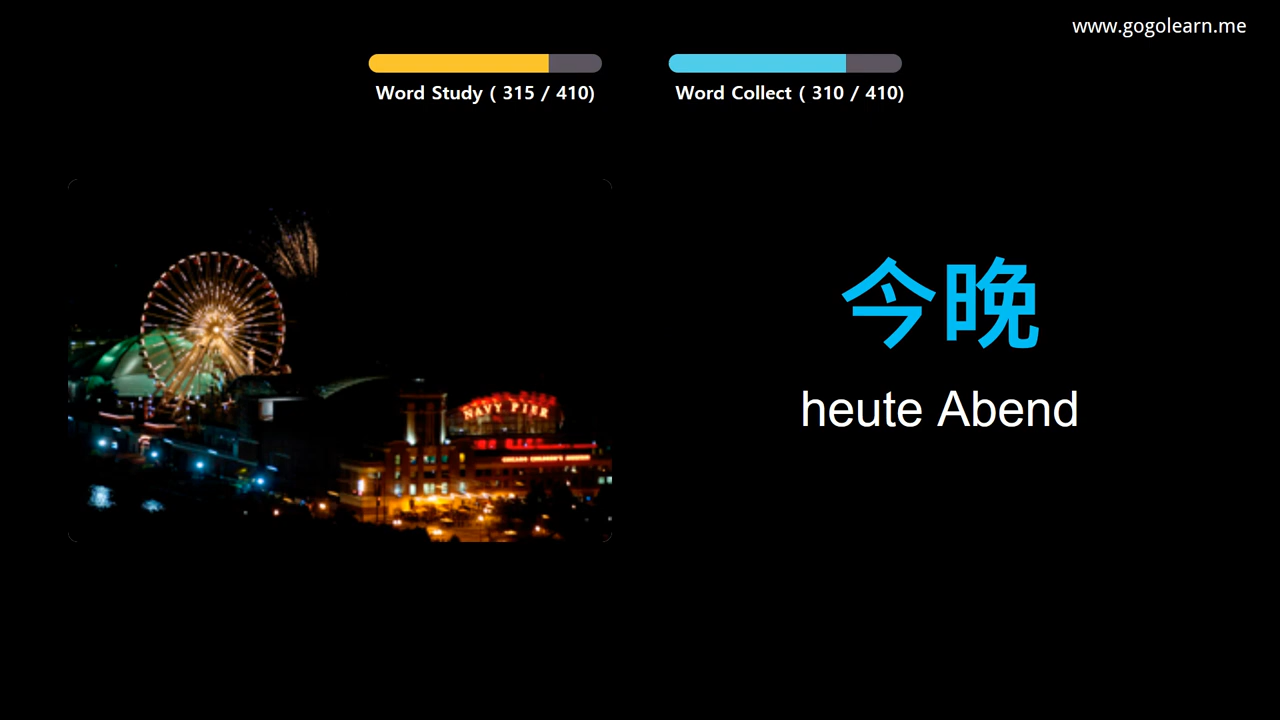 www.gogolearn.me
Word Study ( 315 / 410)
Word Collect ( 310 / 410)
今晚
heute Abend
NAVY PIER